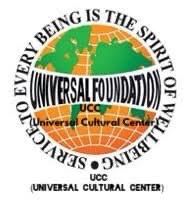 SERVICE TO EVERY BEING IS THE SPIRIT OF WELLBEING
UNIVERSAL FOUNDATION
UCC
(Universal Cultural Center)
UCC
(UNIVERSAL CULTURAL CENTER)